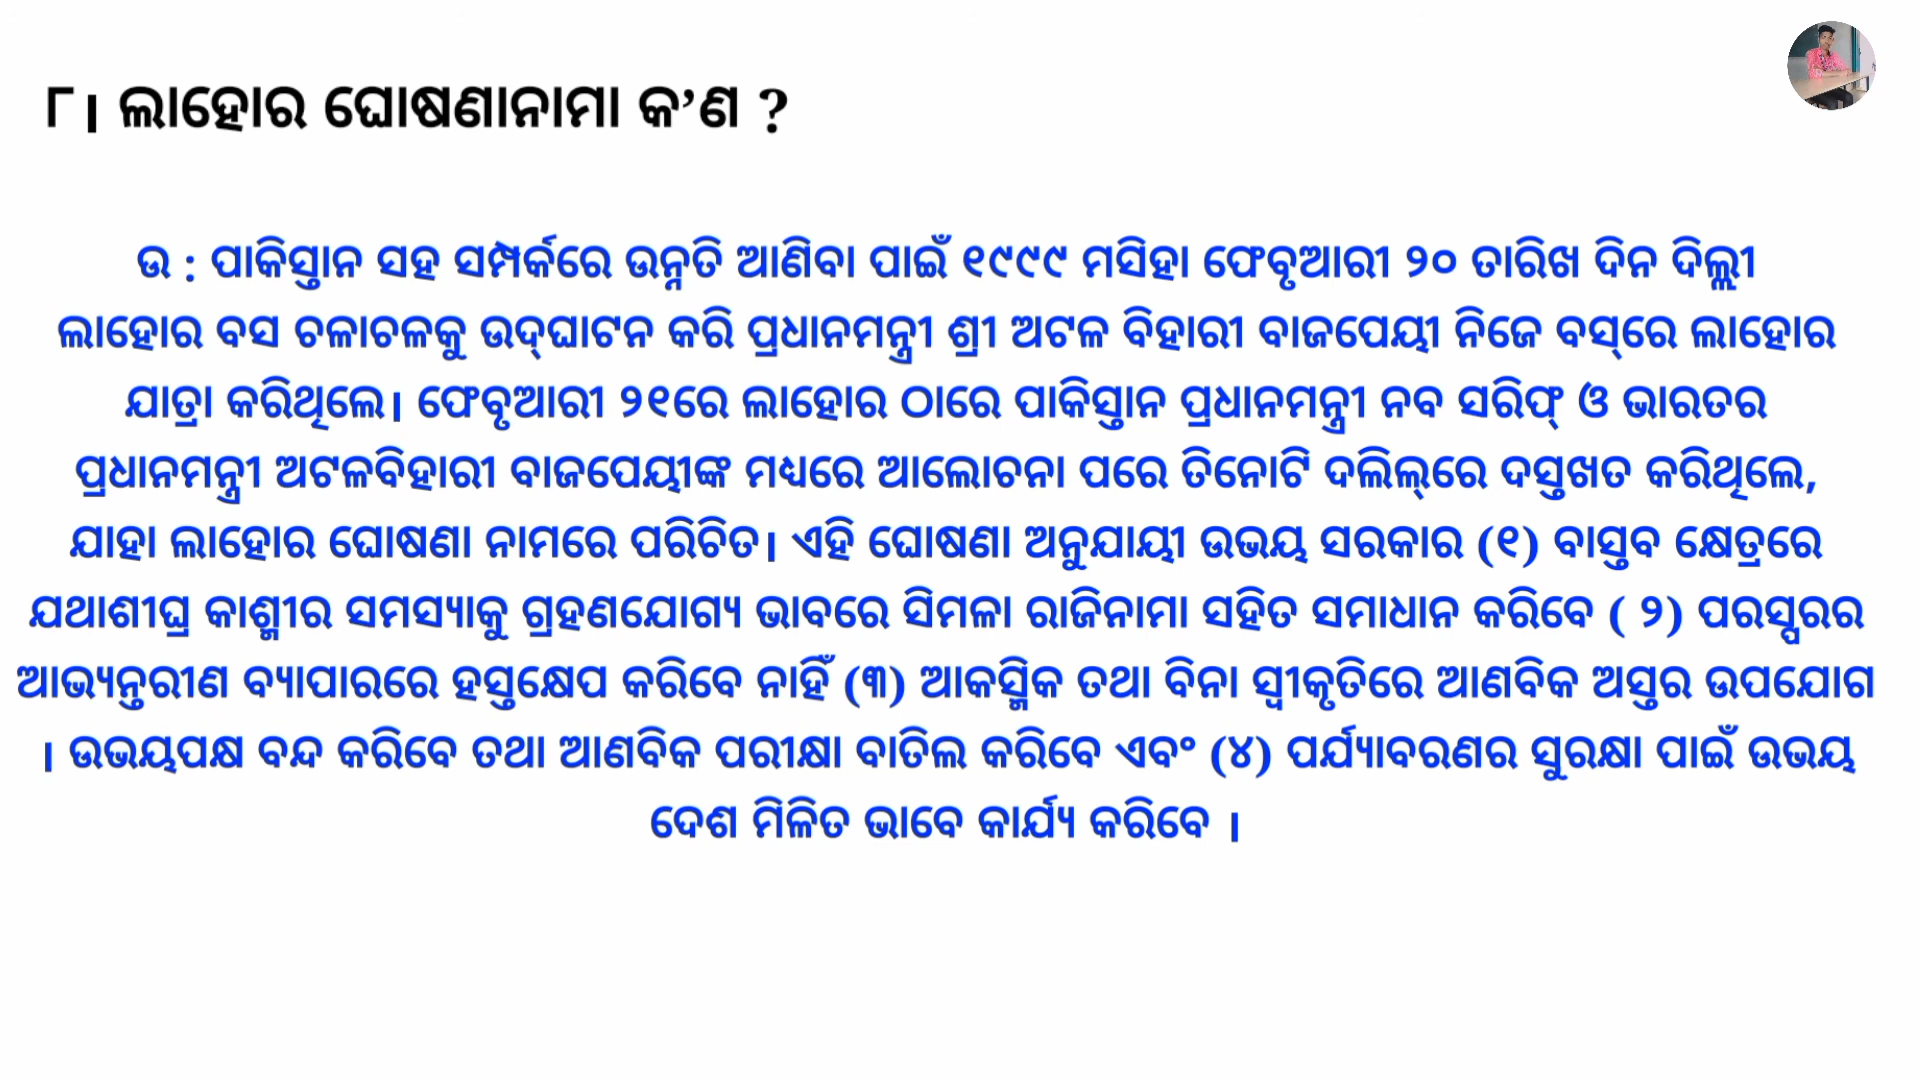 ୮। ଲାହୋର ଘୋଷଣାନାମା କ’ଣ ?
ଉ : ପାକିସ୍ତାନ ସହ ସମ୍ପର୍କରେ ଉନ୍ନତି ଆଣିବା ପାଇଁ ୧୯୯୯ ମସିହା ଫେବୃଆରୀ ୨୦ ତାରିଖ ଦିନ ଦିଲ୍ଲୀ
ଲାହୋର ବସ ଚଳାଚଳକୁ ଉଦ୍‌ଘାଟନ କରି ପ୍ରଧାନମନ୍ତ୍ରୀ ଶ୍ରୀ ଅଟଳ ବିହାରୀ ବାଜପେୟୀ ନିଜେ ବସ୍‌ରେ ଲାହୋର
ଯାତ୍ରା କରିଥିଲେ। ଫେବୃଆରୀ ୨୧ରେ ଲାହୋର ଠାରେ ପାକିସ୍ତାନ ପ୍ରଧାନମନ୍ତ୍ରୀ ନବ ସରିଫ୍ ଓ ଭାରତର
ପ୍ରଧାନମନ୍ତ୍ରୀ ଅଟଳବିହାରୀ ବାଜପେୟୀଙ୍କ ମଧ୍ୟରେ ଆଲୋଚନା ପରେ ତିନୋଟି ଦଲିଲ୍‌ରେ ଦସ୍ତଖତ କରିଥିଲେ,
ଯାହା ଲାହୋର ଘୋଷଣା ନାମରେ ପରିଚିତ। ଏହି ଘୋଷଣା ଅନୁଯାୟୀ ଉଭୟ ସରକାର (୧) ବାସ୍ତବ କ୍ଷେତ୍ରରେ
ଯଥାଶୀଘ୍ର କାଶ୍ମୀର ସମସ୍ୟାକୁ ଗ୍ରହଣଯୋଗ୍ୟ ଭାବରେ ସିମଳା ରାଜିନାମା ସହିତ ସମାଧାନ କରିବେ ( ୨) ପରସ୍ପରର
ଆଭ୍ୟନ୍ତରୀଣ ବ୍ୟାପାରରେ ହସ୍ତକ୍ଷେପ କରିବେ ନାହିଁ (୩) ଆକସ୍ମିକ ତଥା ବିନା ସ୍ୱୀକୃତିରେ ଆଣବିକ ଅସ୍ତ୍ରର ଉପଯୋଗ
। ଉଭୟପକ୍ଷ ବନ୍ଦ କରିବେ ତଥା ଆଣବିକ ପରୀକ୍ଷା ବାତିଲ କରିବେ ଏବଂ (୪) ପର୍ଯ୍ୟାବରଣର ସୁରକ୍ଷା ପାଇଁ ଉଭୟ
ଦେଶ ମିଳିତ ଭାବେ କାର୍ଯ୍ୟ କରିବେ ।